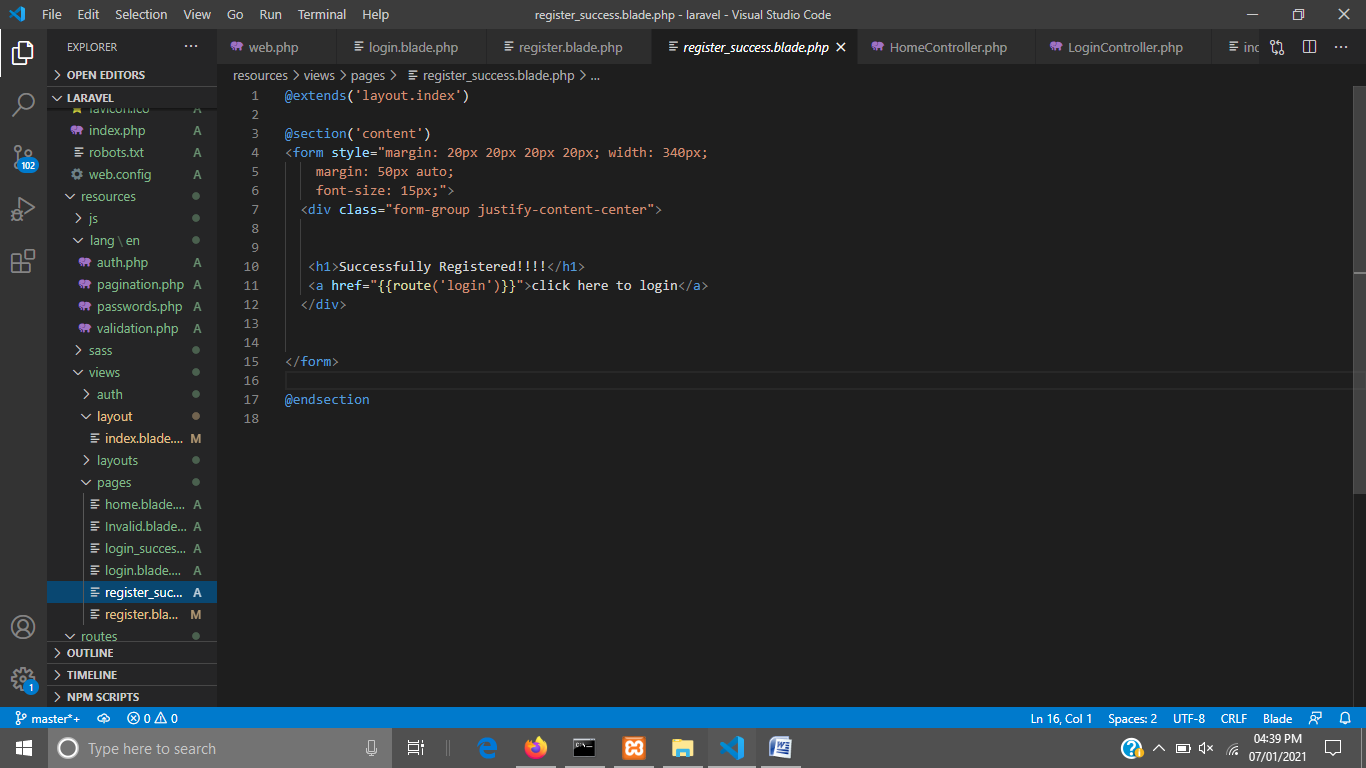 File Edit Selection View Go Run Terminal Help register_success.blade.php - laravel - Visual Studio Code
EXPLORER
web.php login.blade.php register.blade.php register_success.blade.php HomeController.php LoginController.php inc
OPEN EDITORS
LARAVEL
favicon.ico A
index.php A
robots.txt A
web.config A
resources
js
lang \ en
auth.php A
pagination.php A
passwords.php A
validation.php A
sass
views
auth
layout
index.blade.... M
layouts
pages
home.blade.... A
Invalid.blade... A
login_succes... A
login.blade.... A
register_suc... A
register.bla... M
routes
OUTLINE
TIMELINE
NPM SCRIPTS
102
1
resources > views > pages > register_success.blade.php > ...
1 @extends('layout.index')
2
3 @section('content')
4 <form style="margin: 20px 20px 20px 20px; width: 340px;
5 margin: 50px auto;
6 font-size: 15px;">
7 <div class="form-group justify-content-center">
8
9
10 <h1>Successfully Registered!!!!</h1>
11 <a href="{{route('login')}}">click here to login</a>
12 </div>
13
14
15 </form>
16
17 @endsection
18
master*+ 0 0 Ln 16, Col 1 Spaces: 2 UTF-8 CRLF Blade
Type here to search
04:39 PM
07/01/2021